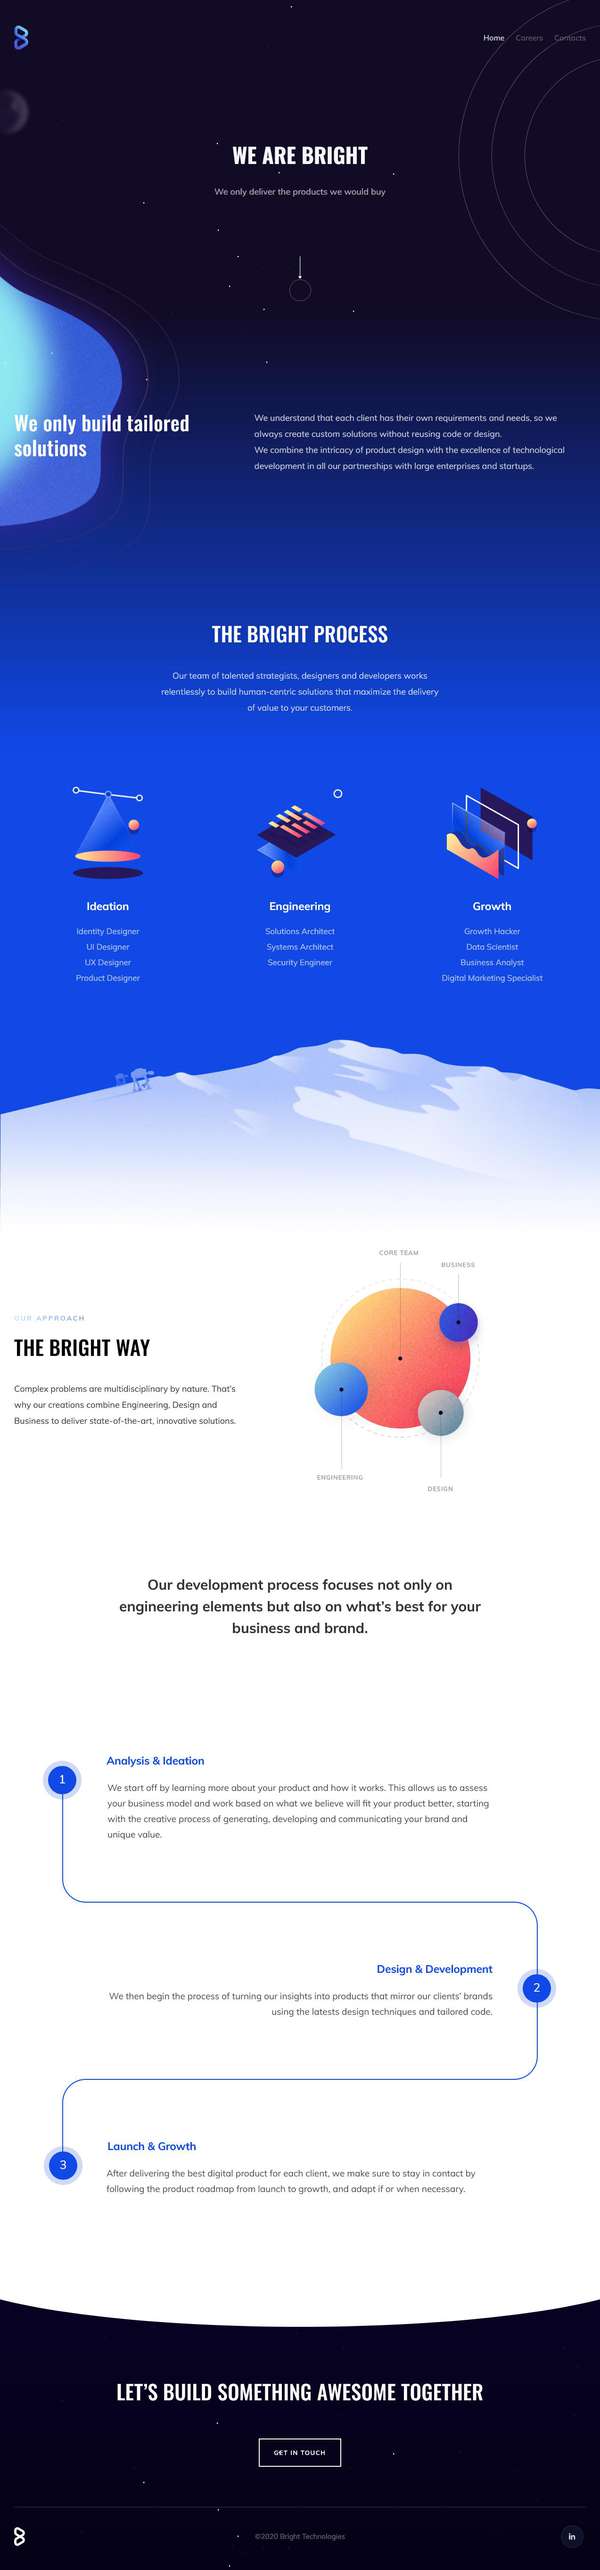 Home Careers Contacts
WE ARE BRIGHT
We only deliver the products we would buy
We only build tailored
solutions
We understand that each client has their own requirements and needs, so we
always create custom solutions without reusing code or design.
We combine the intricacy of product design with the excellence of technological
development in all our partnerships with large enterprises and startups.
THE BRIGHT PROCESS
Our team of talented strategists, designers and developers works
relentlessly to build human-centric solutions that maximize the delivery
of value to your customers.
Ideation
Identity Designer
UI Designer
UX Designer
Product Designer
Engineering
Solutions Architect
Systems Architect
Security Engineer
Growth
Growth Hacker
Data Scientist
Business Analyst
Digital Marketing Specialist
OUR APPROACH
THE BRIGHT WAY
Complex problems are multidisciplinary by nature. That's
why our creations combine Engineering, Design and
Business to deliver state-of-the-art, innovative solutions.
CORE TEAM
BUSINESS
ENGINEERING
DESIGN
Our development process focuses not only on
engineering elements but also on what's best for your
business and brand.
1
Analysis & Ideation
We start off by learning more about your product and how it works. This allows us to assess
your business model and work based on what we believe will fit your product better, starting
with the creative process of generating, developing and communicating your brand and
unique value.
2
Design & Development
We then begin the process of turning our insights into products that mirror our clients' brands
using the latests design techniques and tailored code.
3
Launch & Growth
After delivering the best digital product for each client, we make sure to stay in contact by
following the product roadmap from launch to growth, and adapt if or when necessary.
LET'S BUILD SOMETHING AWESOME TOGETHER
GET IN TOUCH
©2020 Bright Technologies
in